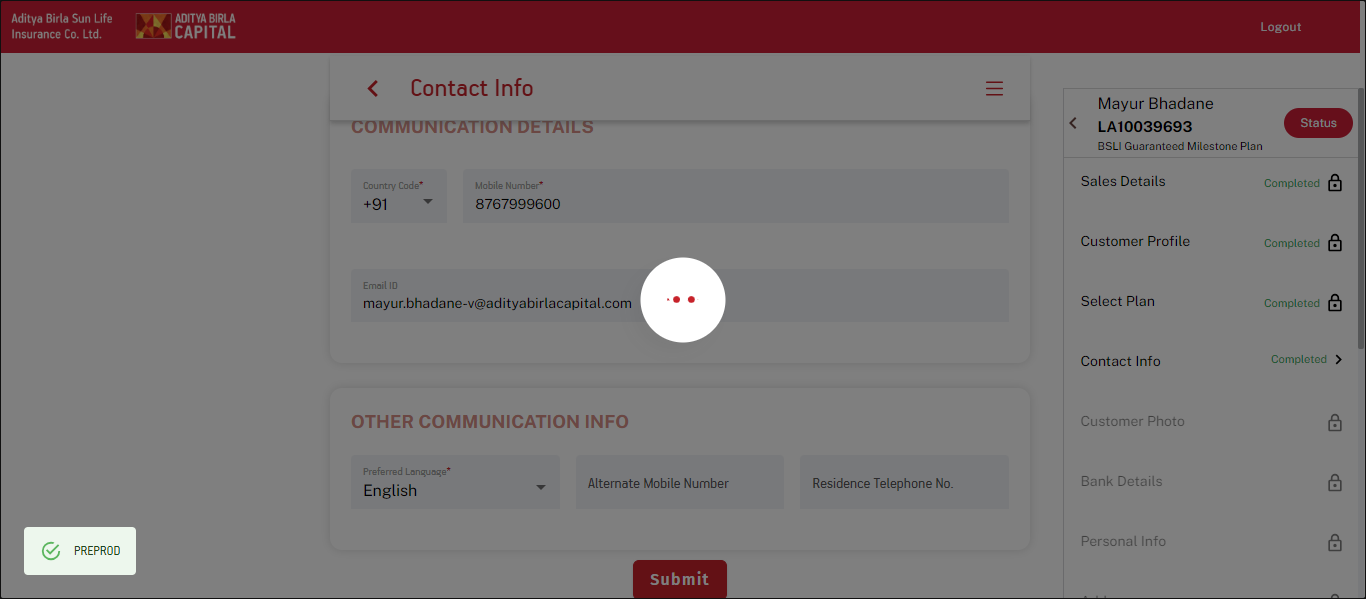 Aditya Birla Sun Life
Insurance Co. Ltd.
ADITYA BIRLA
CAPITAL
Logout
Contact Info
COMMUNICATION DETAILS
Country Code*
+91
Mobile Number*
8767999600
Email ID
mayur.bhadane-v@adityabirlacapital.com
OTHER COMMUNICATION INFO
Preferred Language*
English
Alternate Mobile Number
Residence Telephone No.
Submit
PREPROD
Mayur Bhadane
LA10039693
BSLI Guaranteed Milestone Plan
Status
Sales Details Completed
Customer Profile Completed
Select Plan Completed
Contact Info Completed
Customer Photo
Bank Details
Personal Info